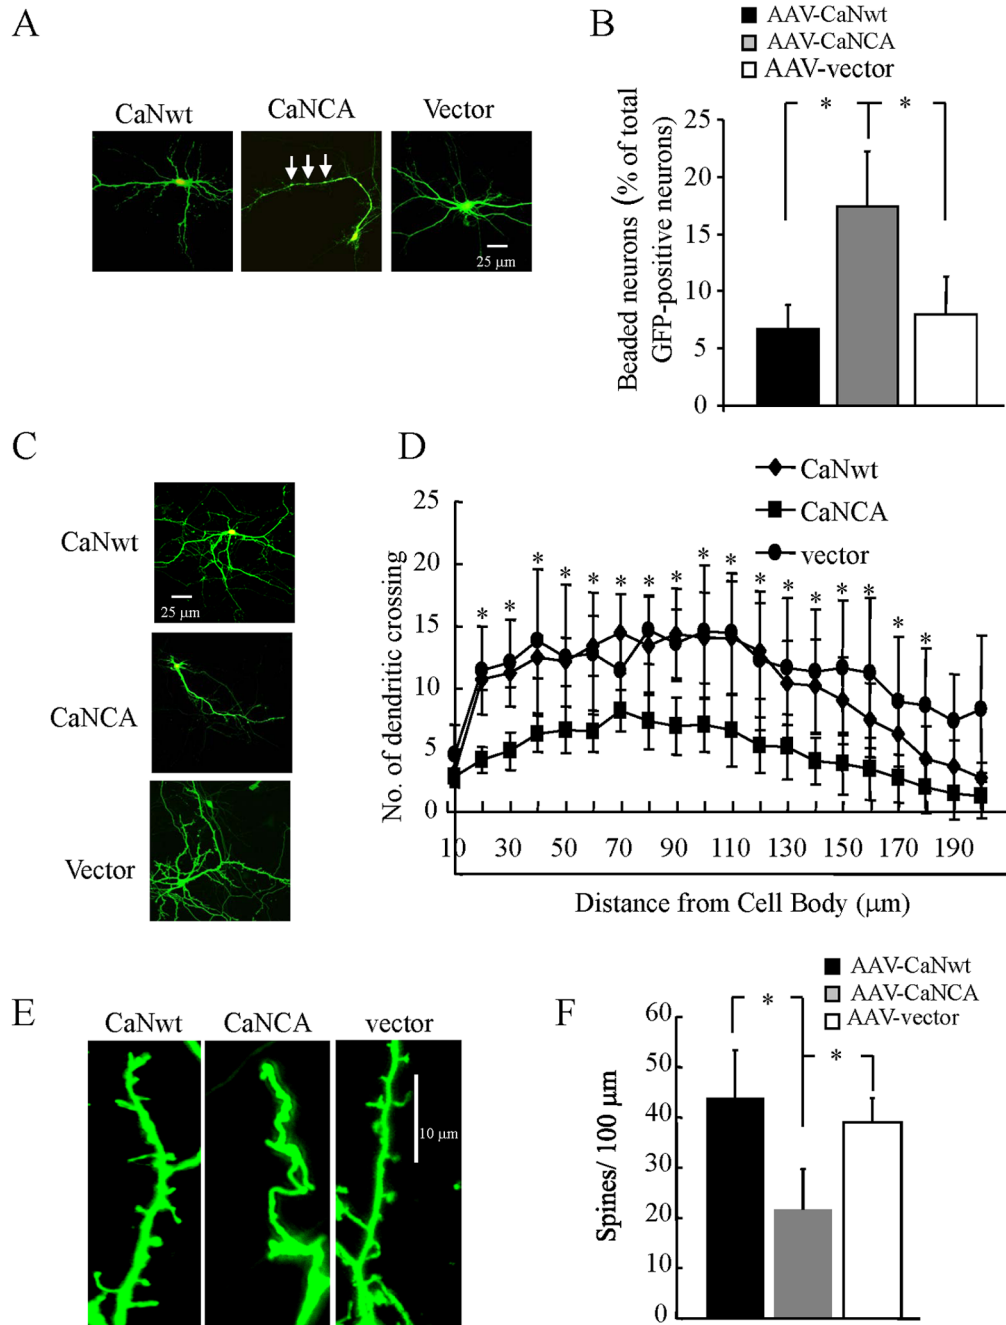 A
CaNwt
CaNCA
Vector
25 μm
B
AAV-CaNwt
AAV-CaNCA
AAV-vector
Beaded neurons (% of total
GFP-positive neurons)
25
20
15
10
5
0
* *
C
CaNwt
25 μm
CaNCA
Vector
D
CaNwt
CaNCA
vector
No. of dendritic crossing
25
20
15
10
5
0
* * * * * * * * * * * * * * * * *
10 30 50 70 90 110 130 150 170 190
Distance from Cell Body (μm)
E
CaNwt
CaNCA
vector
10 μm
F
AAV-CaNwt
AAV-CaNCA
AAV-vector
Spines/ 100 μm
60
50
40
30
20
10
0
* *